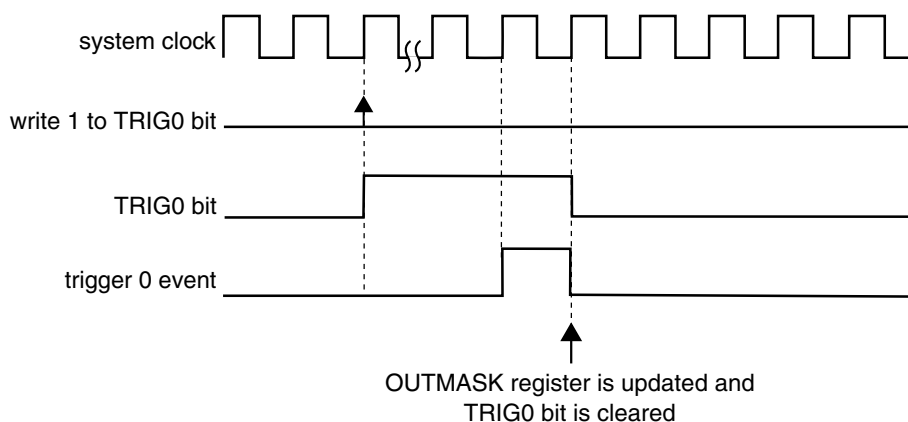 system clock
write 1 to TRIG0 bit
TRIG0 bit
trigger 0 event
OUTMASK register is updated and
TRIG0 bit is cleared